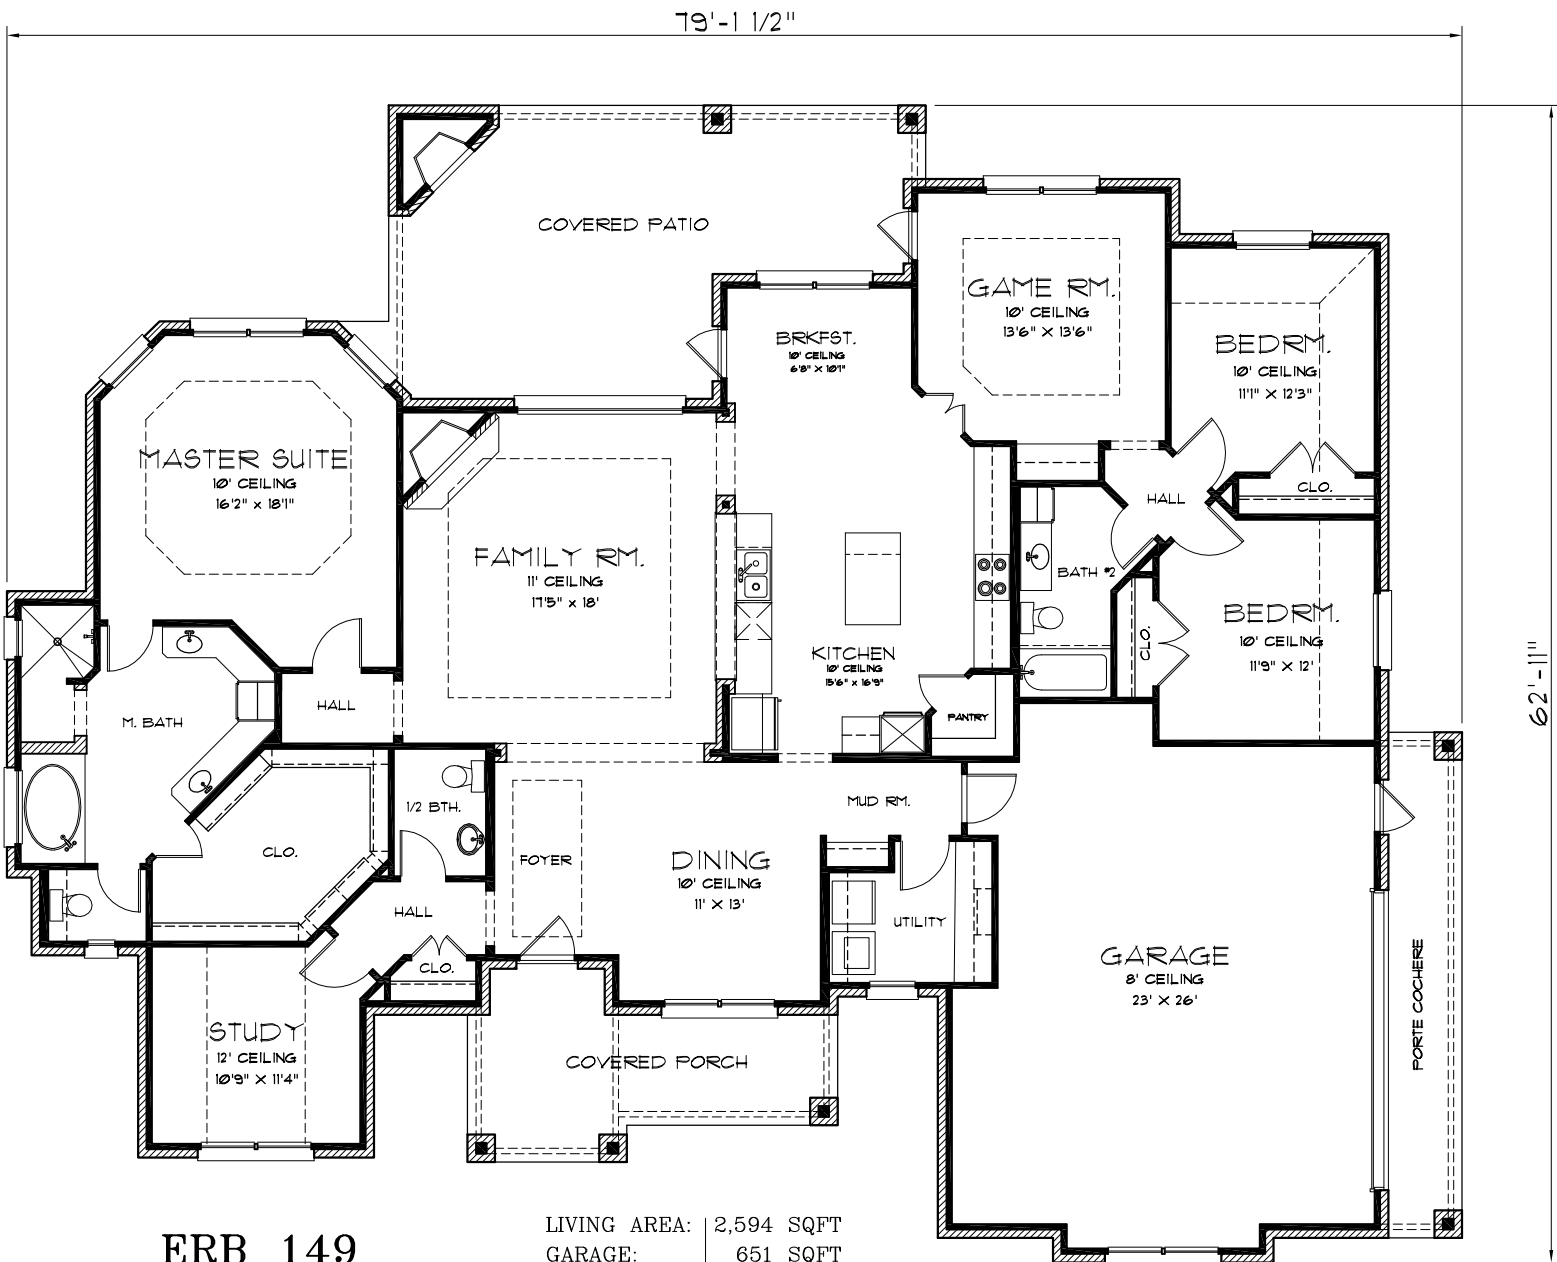 79'-1 1/2"
COVERED PATIO
GAME RM.
10' CEILING
13'6" X 13'6"
BRKFST.
10' CEILING
6'8" X 10'1"
BEDRM.
10' CEILING
11'1" X 12'3"
MASTER SUITE
10' CEILING
16'2" x 18'1"
CLO.
HALL
FAMILY RM.
11' CEILING
17'5" x 18'
BATH #2
BEDRM.
10' CEILING
11'9" X 12'
CLO.
KITCHEN
10' CEILING
15'6" x 16'9"
62'-11"
HALL
M. BATH
PANTRY
1/2 BTH.
MUD RM.
CLO.
FOYER
DINING
10' CEILING
11' X 13'
HALL
UTILITY
CLO.
GARAGE
8' CEILING
23' X 26'
PORTE COCHERE
STUDY
12' CEILING
10'9" X 11'4"
COVERED PORCH
ERB 149
LIVING AREA: 2,594 SQFT
GARAGE: 651 SQFT